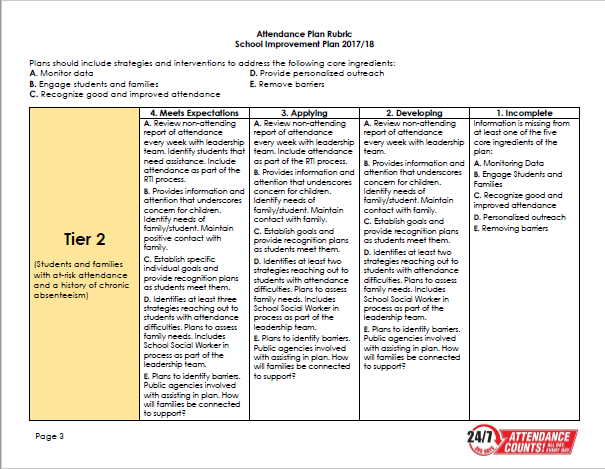 Attendance Plan Rubric
School Improvement Plan 2017/18
Plans should include strategies and interventions to address the following core ingredients:
A. Monitor data
B. Engage students and families
C. Recognize good and improved attendance
D. Provide personalized outreach
E. Remove barriers
Tier 2
(Students and families
with at-risk attendance
and a history of chronic
absenteeism)
4. Meets Expectations
A. Review non-attending
report of attendance
every week with leadership
team. Identify students that
need assistance. Include
attendance as part of the
RTI process.
B. Provides information and
attention that underscores
concern for children.
Identify needs of
family/student. Maintain
positive contact with
family.
C. Establish specific
individual goals and
provide recognition plans
as students meet them.
D. Identifies at least three
strategies reaching out to
students with attendance
difficulties. Plans to assess
family needs. Includes
School Social Worker in
process as part of the
leadership team.
E. Plans to identify barriers.
Public agencies involved
with assisting in plan. How
will families be connected
to support?
3. Applying
A. Review non-attending
report of attendance
every week with leadership
team. Include attendance
as part of the RTI process.
B. Provides information and
attention that underscores
concern for children.
Identify needs of
family/student. Maintain
contact with family.
C. Establish goals and
provide recognition plans
as students meet them.
D. Identifies at least two
strategies reaching out to
students with attendance
difficulties. Plans to assess
family needs. Includes
School Social Worker in
process as part of the
leadership team.
E. Plans to identify barriers.
Public agencies involved
with assisting in plan. How
will families be connected
to support?
2. Developing
A. Review non-attending
report of attendance
every week with leadership
team.
B. Provides information and
attention that underscores
concern for children.
Identify needs of
family/student. Maintain
contact with family.
C. Establish goals and
provide recognition plans
as students meet them.
D. Identifies at least two
strategies reaching out to
students with attendance
difficulties. Plans to assess
family needs. Includes
School Social Worker in
process as part of the
leadership team.
E. Plans to identify barriers.
Public agencies involved
with assisting in plan. How
will families be connected
to support?
1. Incomplete
Information is missing from
at least one of the five
core ingredients of the
plan:
A. Monitoring Data
B. Engage Students and
Families
C. Recognize good and
improved attendance
D. Personalized outreach
E. Removing barriers
Page 3
24/7
ATTENDANCE
COUNTS!
ALL DAY,
EVERY DAY